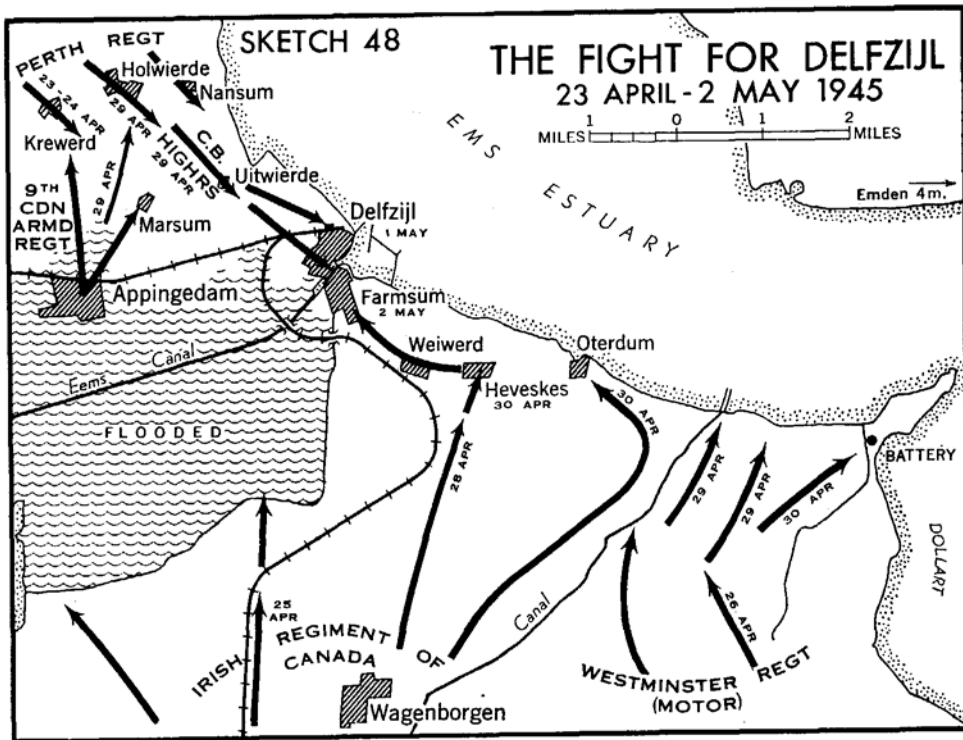 SKETCH 48
THE FIGHT FOR DELFZIJL
23 APRIL - 2 MAY 1945
1 0 1 2
MILES MILES
PERTH REGT
23-24 APR
Holwierde
Nansum
29 APR
Krewerd
C.B. HIGHRS
29 APR
29 APR
Uitwierde
9TH
CDN
ARMD
REGT
Marsum
Delfzijl
1 MAY
EMS
ESTUARY
Emden 4m.
Appingedam
Farmsum
2 MAY
Weiwerd
Oterdum
Heveskes
30 APR
Eems Canal
FLOODED
30 APR
28 APR
29 APR
29 APR
30 APR
BATTERY
DOLLART
25
APR
Canal
26 APR
IRISH REGIMENT OF
CANADA
WESTMINSTER REGT
(MOTOR)
Wagenborgen